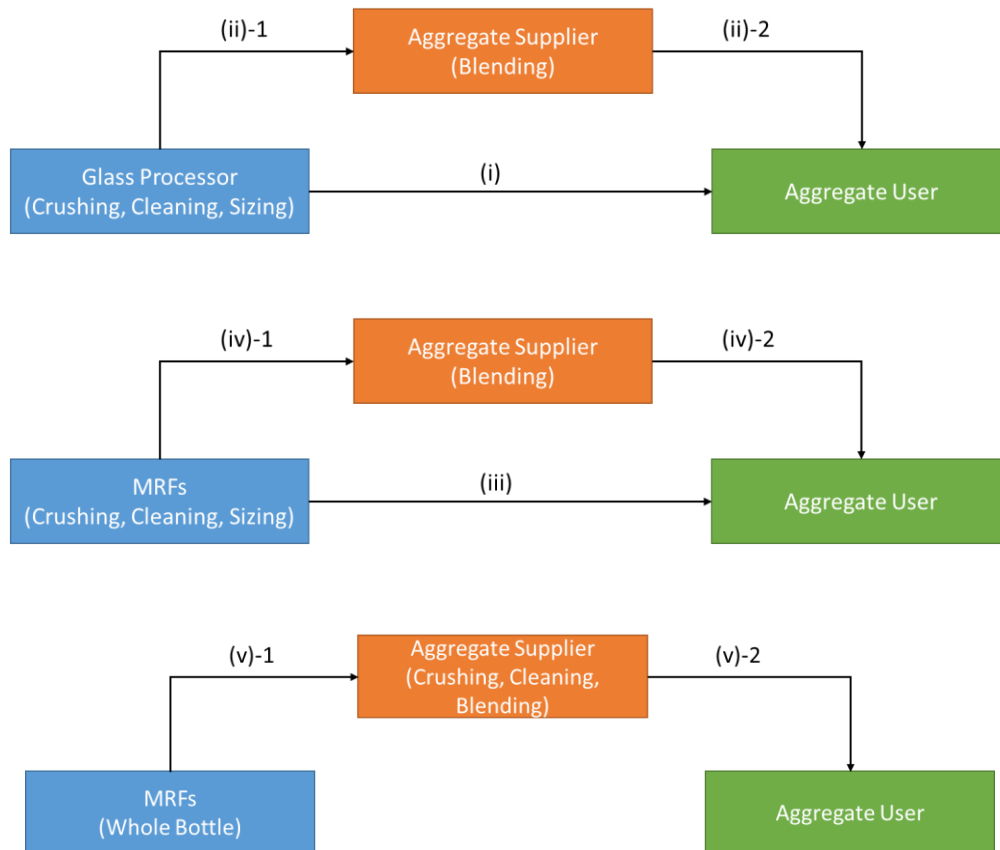 (ii)-1
Aggregate Supplier
(Blending)
(ii)-2
Glass Processor
(Crushing, Cleaning, Sizing)
(i)
Aggregate User
(iv)-1
Aggregate Supplier
(Blending)
(iv)-2
MRFs
(Crushing, Cleaning, Sizing)
(iii)
Aggregate User
(v)-1
Aggregate Supplier
(Crushing, Cleaning,
Blending)
(v)-2
MRFs
(Whole Bottle)
Aggregate User